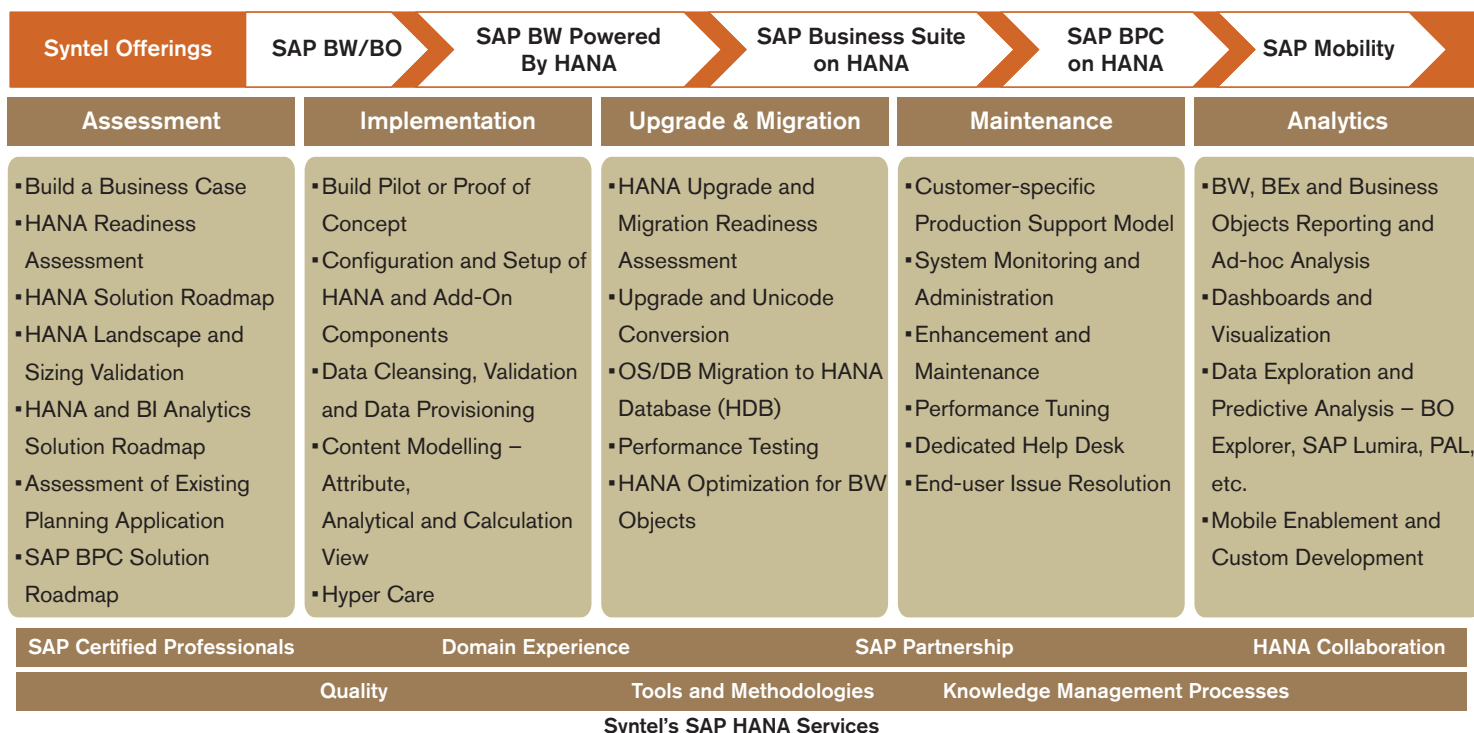 Syntel Offerings
SAP BW/BO
SAP BW Powered
By HANA
SAP Business Suite
on HANA
SAP BPC
on HANA
SAP Mobility
Assessment
▪Build a Business Case
▪HANA Readiness
Assessment
▪HANA Solution Roadmap
▪HANA Landscape and
Sizing Validation
▪HANA and BI Analytics
Solution Roadmap
▪Assessment of Existing
Planning Application
▪SAP BPC Solution
Roadmap
Implementation
▪Build Pilot or Proof of
Concept
▪Configuration and Setup of
HANA and Add-On
Components
▪Data Cleansing, Validation
and Data Provisioning
▪Content Modelling –
Attribute,
Analytical and Calculation
View
▪Hyper Care
Upgrade & Migration
▪HANA Upgrade and
Migration Readiness
Assessment
▪Upgrade and Unicode
Conversion
▪OS/DB Migration to HANA
Database (HDB)
▪Performance Testing
▪HANA Optimization for BW
Objects
Maintenance
▪Customer-specific
Production Support Model
▪System Monitoring and
Administration
▪Enhancement and
Maintenance
▪Performance Tuning
▪Dedicated Help Desk
▪End-user Issue Resolution
Analytics
▪BW, BEx and Business
Objects Reporting and
Ad-hoc Analysis
▪Dashboards and
Visualization
▪Data Exploration and
Predictive Analysis – BO
Explorer, SAP Lumira, PAL,
etc.
▪Mobile Enablement and
Custom Development
SAP Certified Professionals
Domain Experience
SAP Partnership
HANA Collaboration
Quality
Tools and Methodologies
Knowledge Management Processes
Syntel's SAP HANA Services